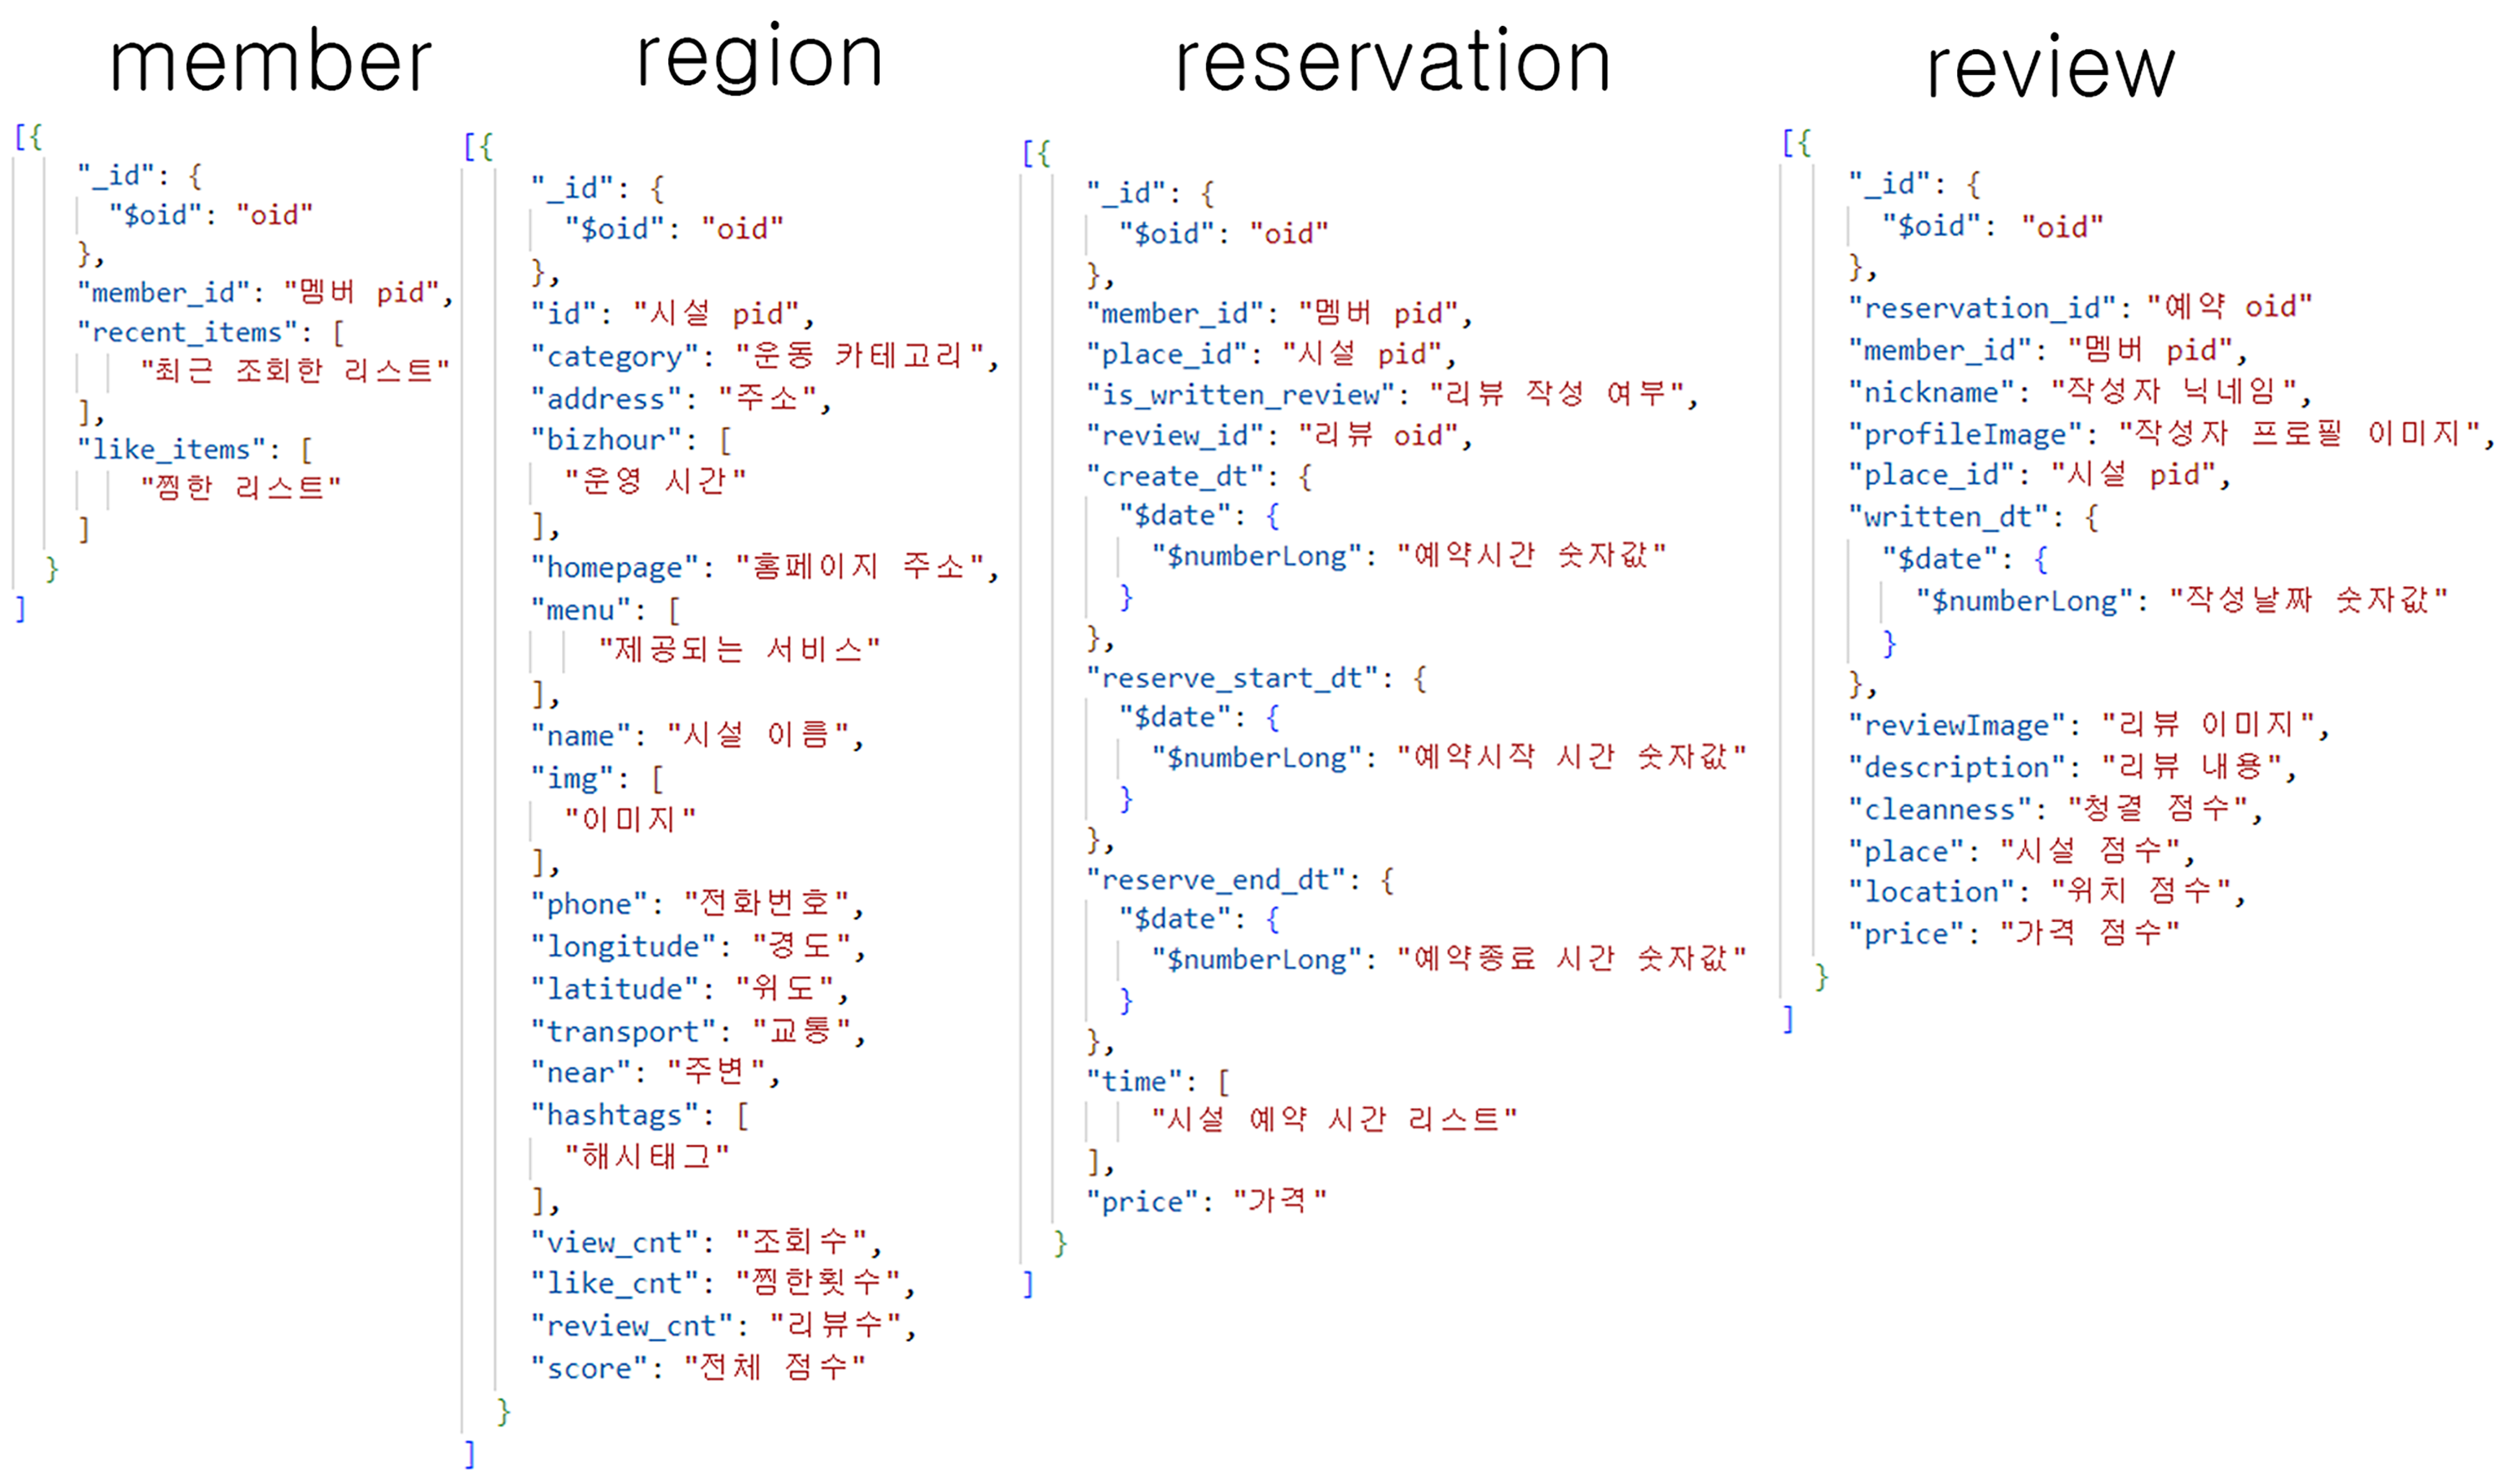 member
[{
"_id": {
"$oid": "oid"
},
"member_id": "멤버 pid",
"recent_items": [
"최근 조회한 리스트"
],
"like_items": [
"찜한 리스트"
]
}
]
region
[{
"_id": {
"$oid": "oid"
},
"id": "시설 pid",
"category": "운동 카테고리",
"address": "주소",
"bizhour": [
"운영 시간"
],
"homepage": "홈페이지 주소",
"menu": [
"제공되는 서비스"
],
"name": "시설 이름",
"img": [
"이미지"
],
"phone": "전화번호",
"longitude": "경도",
"latitude": "위도",
"transport": "교통",
"near": "주변",
"hashtags": [
"해시태그"
],
"view_cnt": "조회수",
"like_cnt": "찜한횟수",
"review_cnt": "리뷰수",
"score": "전체 점수"
}
]
reservation
[{
"_id": {
"$oid": "oid"
},
"member_id": "멤버 pid",
"place_id": "시설 pid",
"is_written_review": "리뷰 작성 여부",
"review_id": "리뷰 oid",
"create_dt": {
"$date": {
"$numberLong": "예약시간 숫자값"
}
},
"reserve_start_dt": {
"$date": {
"$numberLong": "예약시작 시간 숫자값"
}
},
"reserve_end_dt": {
"$date": {
"$numberLong": "예약종료 시간 숫자값"
}
},
"time": [
"시설 예약 시간 리스트"
],
"price": "가격"
}
]
review
[{
"_id": {
"$oid": "oid"
},
"reservation_id": "예약 oid"
"member_id": "멤버 pid",
"nickname": "작성자 닉네임",
"profileImage": "작성자 프로필 이미지",
"place_id": "시설 pid",
"written_dt": {
"$date": {
"$numberLong": "작성날짜 숫자값"
}
},
"reviewImage": "리뷰 이미지",
"description": "리뷰 내용",
"cleanness": "청결 점수",
"place": "시설 점수",
"location": "위치 점수",
"price": "가격 점수"
}
]